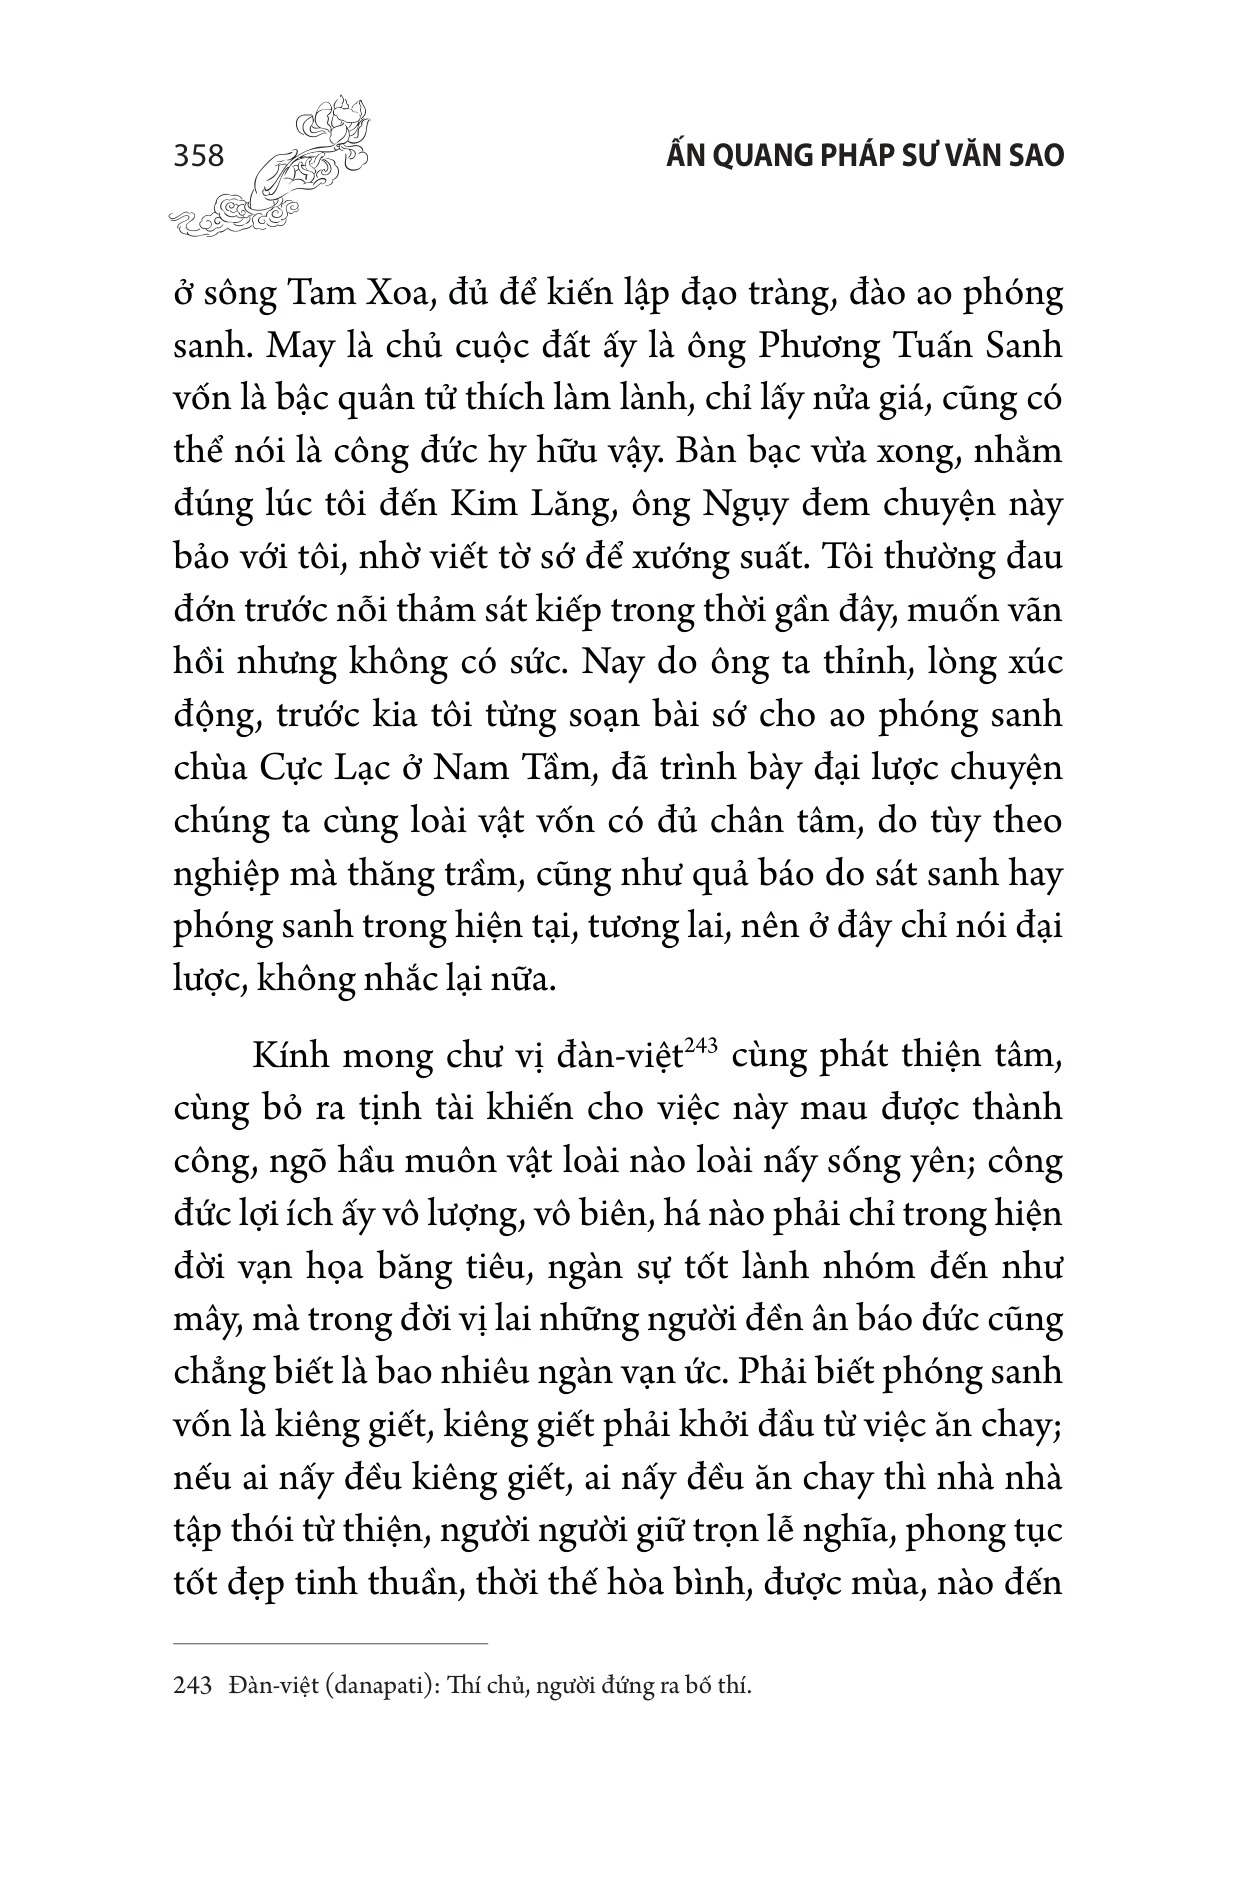 358
ẤN QUANG PHÁP SƯ VĂN SAO
ở sông Tam Xoa, đủ để kiến lập đạo tràng, đào ao phóng
sanh. May là chủ cuộc đất ấy là ông Phương Tuấn Sanh
vốn là bậc quân tử thích làm lành, chỉ lấy nửa giá, cũng có
thể nói là công đức hy hữu vậy. Bàn bạc vừa xong, nhằm
đúng lúc tôi đến Kim Lăng, ông Ngụy đem chuyện này
bảo với tôi, nhờ viết tờ sớ để xướng suất. Tôi thường đau
đớn trước nỗi thảm sát kiếp trong thời gần đây, muốn vãn
hồi nhưng không có sức. Nay do ông ta thỉnh, lòng xúc
động, trước kia tôi từng soạn bài sớ cho ao phóng sanh
chùa Cực Lạc ở Nam Tầm, đã trình bày đại lược chuyện
chúng ta cùng loài vật vốn có đủ chân tâm, do tùy theo
nghiệp mà thăng trầm, cũng như quả báo do sát sanh hay
phóng sanh trong hiện tại, tương lai, nên ở đây chỉ nói đại
lược, không nhắc lại nữa.
Kính mong chư vị đàn-việt243 cùng phát thiện tâm,
cùng bỏ ra tịnh tài khiến cho việc này mau được thành
công, ngõ hầu muôn vật loài nào loài nấy sống yên; công
đức lợi ích ấy vô lượng, vô biên, há nào phải chỉ trong hiện
đời vạn họa băng tiêu, ngàn sự tốt lành nhóm đến như
mây, mà trong đời vị lai những người đền ân báo đức cũng
chẳng biết là bao nhiêu ngàn vạn ức. Phải biết phóng sanh
vốn là kiêng giết, kiêng giết phải khởi đầu từ việc ăn chay;
nếu ai nấy đều kiêng giết, ai nấy đều ăn chay thì nhà nhà
tập thói từ thiện, người người giữ trọn lễ nghĩa, phong tục
tốt đẹp tinh thuần, thời thế hòa bình, được mùa, nào đến
243 Đàn-việt (danapati): Thí chủ, người đứng ra bố thí.